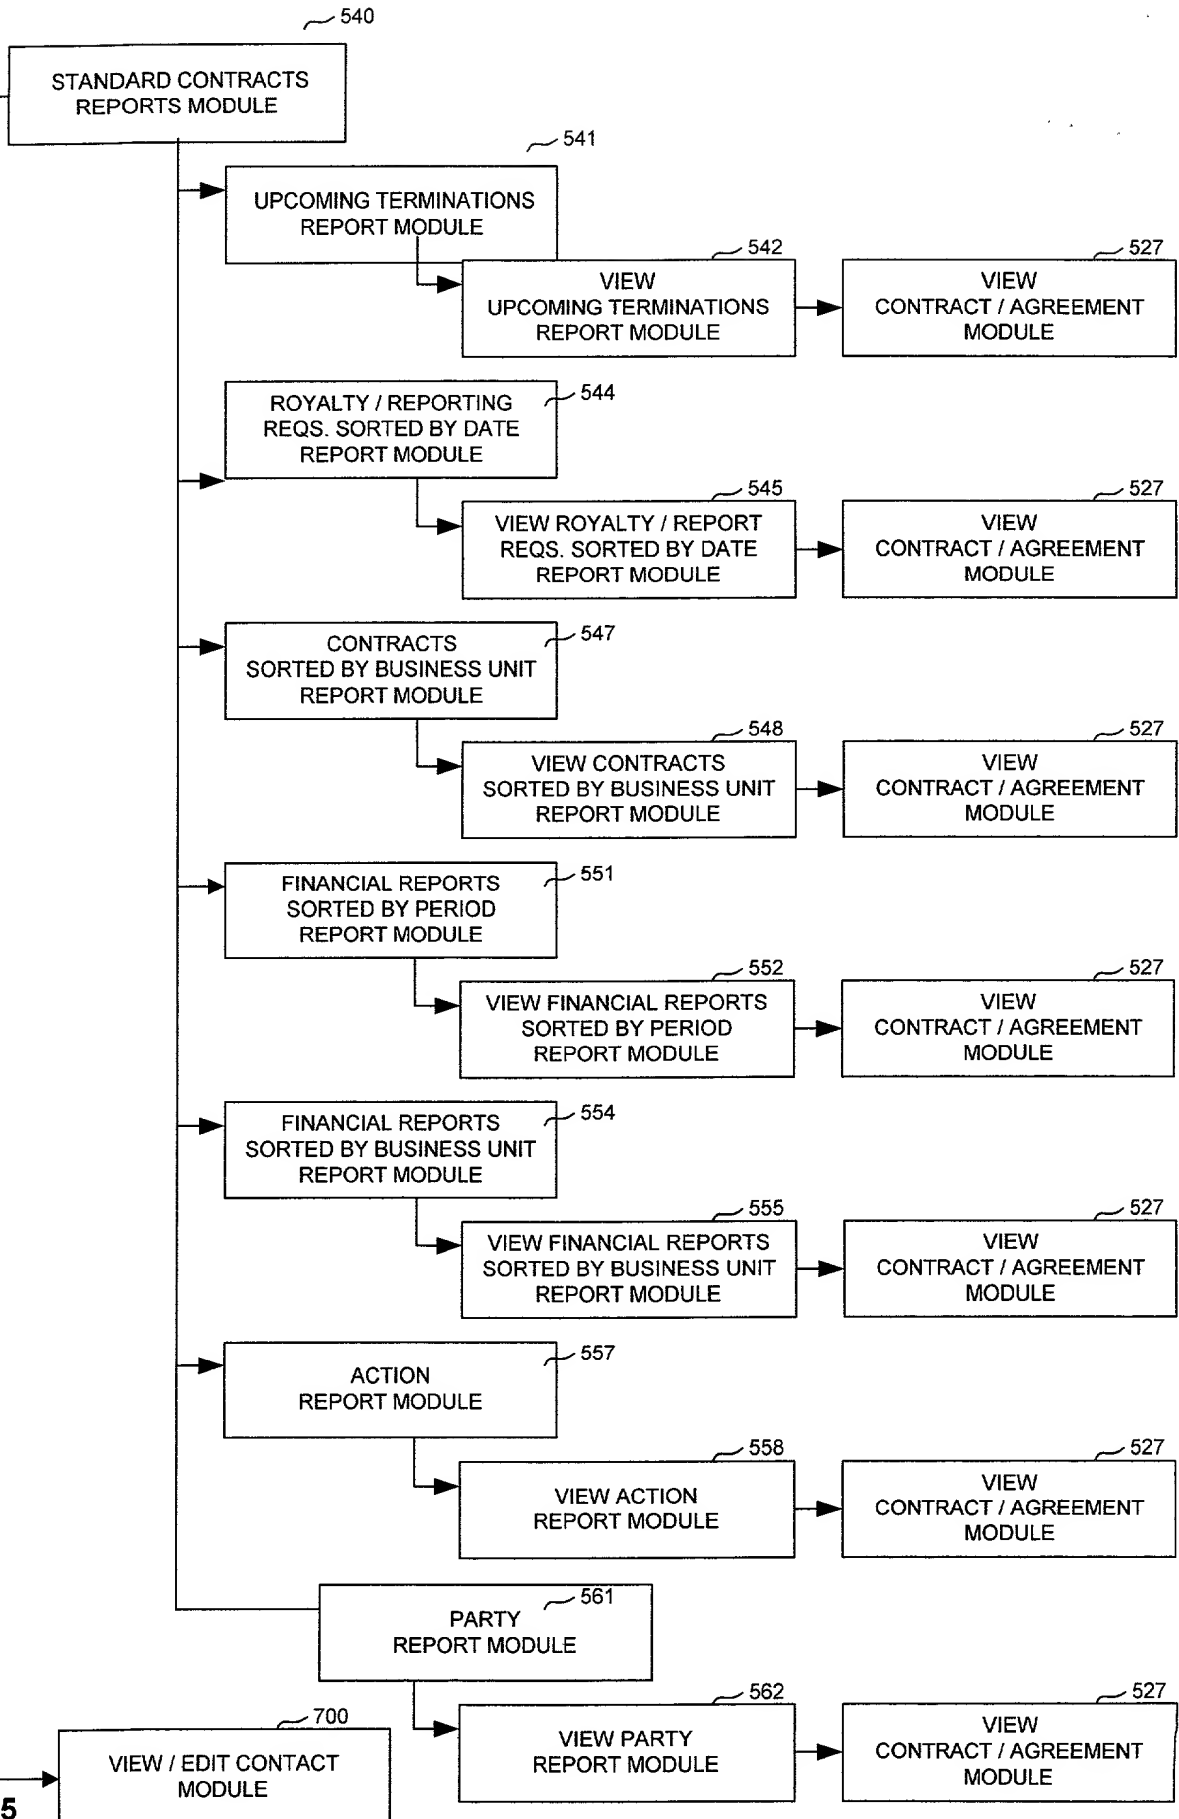 540
STANDARD CONTRACTS
REPORTS MODULE
541
UPCOMING TERMINATIONS
REPORT MODULE
542
VIEW
UPCOMING TERMINATIONS
REPORT MODULE
527
VIEW
CONTRACT / AGREEMENT
MODULE
544
ROYALTY / REPORTING
REQS. SORTED BY DATE
REPORT MODULE
545
VIEW ROYALTY / REPORT
REQS. SORTED BY DATE
REPORT MODULE
527
VIEW
CONTRACT / AGREEMENT
MODULE
547
CONTRACTS
SORTED BY BUSINESS UNIT
REPORT MODULE
548
VIEW CONTRACTS
SORTED BY BUSINESS UNIT
REPORT MODULE
527
VIEW
CONTRACT / AGREEMENT
MODULE
551
FINANCIAL REPORTS
SORTED BY PERIOD
REPORT MODULE
552
VIEW FINANCIAL REPORTS
SORTED BY PERIOD
REPORT MODULE
527
VIEW
CONTRACT / AGREEMENT
MODULE
554
FINANCIAL REPORTS
SORTED BY BUSINESS UNIT
REPORT MODULE
555
VIEW FINANCIAL REPORTS
SORTED BY BUSINESS UNIT
REPORT MODULE
527
VIEW
CONTRACT / AGREEMENT
MODULE
557
ACTION
REPORT MODULE
558
VIEW ACTION
REPORT MODULE
527
VIEW
CONTRACT / AGREEMENT
MODULE
561
PARTY
REPORT MODULE
562
VIEW PARTY
REPORT MODULE
527
VIEW
CONTRACT / AGREEMENT
MODULE
700
VIEW / EDIT CONTACT
MODULE
5